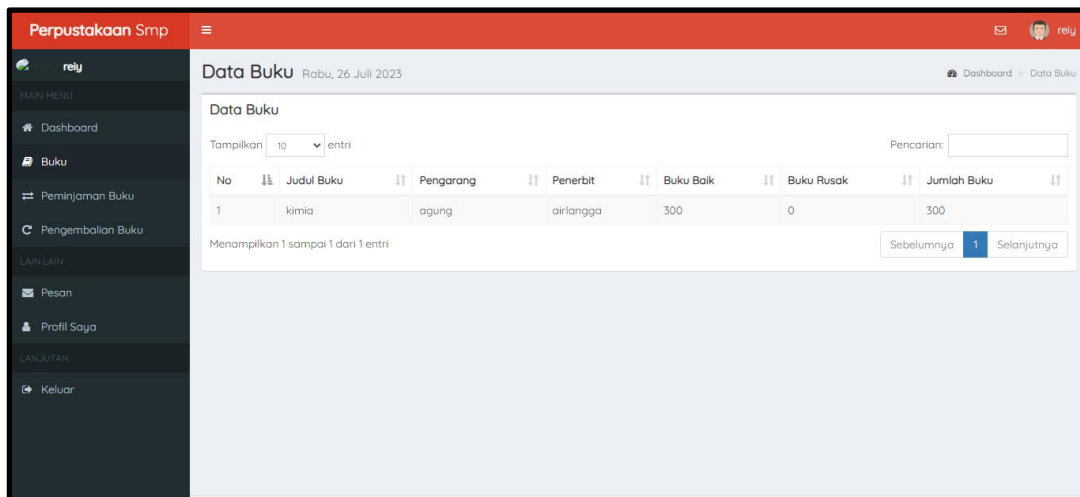 Perpustakaan Smp
reiy
reiy
Data Buku Rabu, 26 Juli 2023
Dashboard > Data Buku
MAIN MENU
Dashboard
Buku
Peminjaman Buku
Pengembalian Buku
LAIN LAIN
Pesan
Profil Saya
LANJUTAN
Keluar
Data Buku
Tampilkan 10 entri
Pencarian:
No Judul Buku Pengarang Penerbit Buku Baik Buku Rusak Jumlah Buku
1 kimia agung airlangga 300 0 300
Menampilkan 1 sampai 1 dari 1 entri
Sebelumnya 1 Selanjutnya